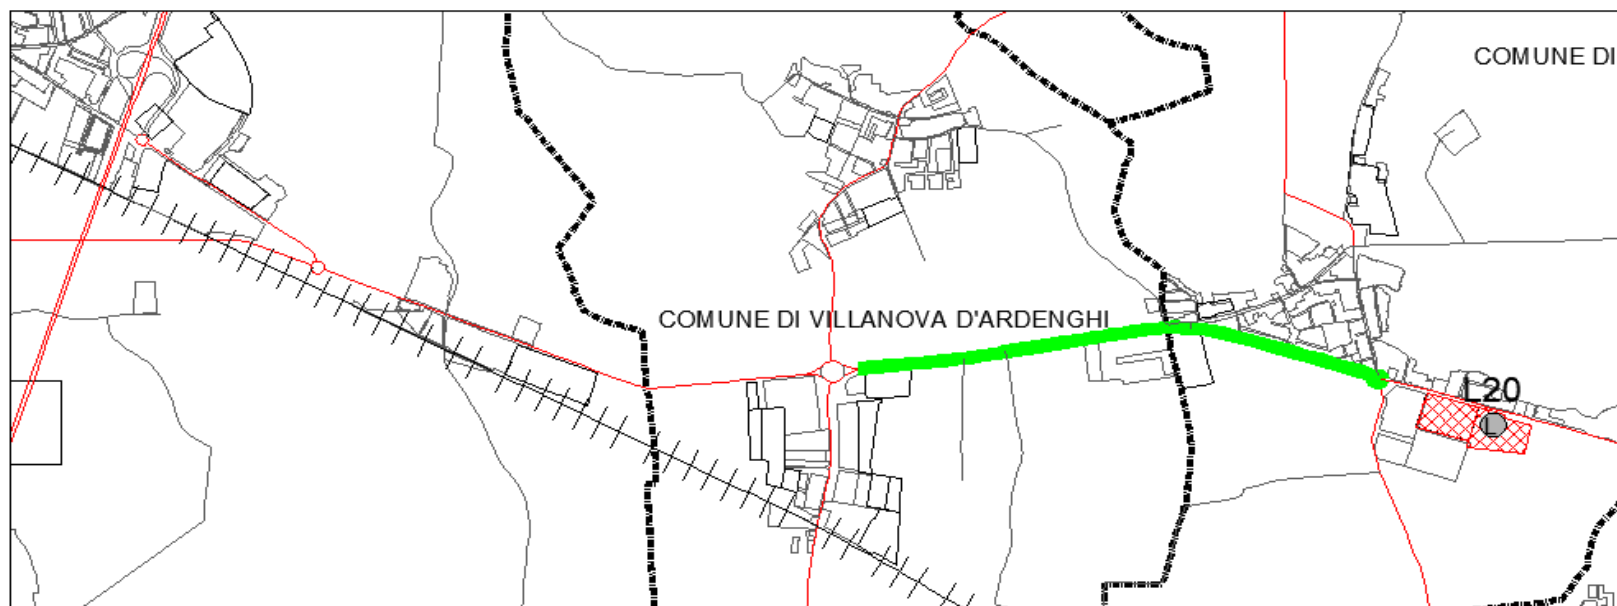 COMUNE DI
COMUNE DI VILLANOVA D'ARDENGHI
L20
L